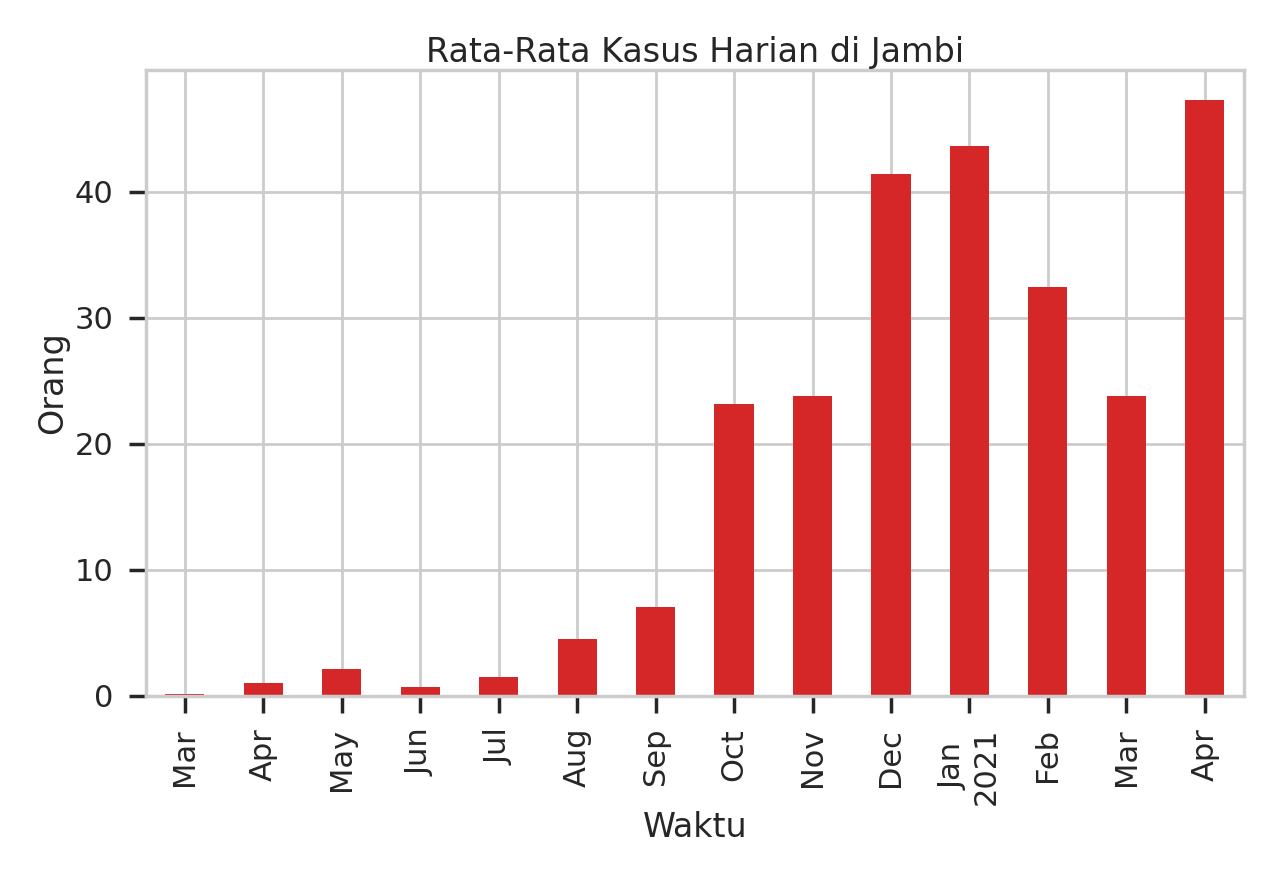 Rata-Rata Kasus Harian di Jambi
Orang
40
30
20
10
0
Mar
Apr
May
Jun
Jul
Aug
Sep
Oct
Nov
Dec
Jan
2021
Feb
Mar
Apr
Waktu